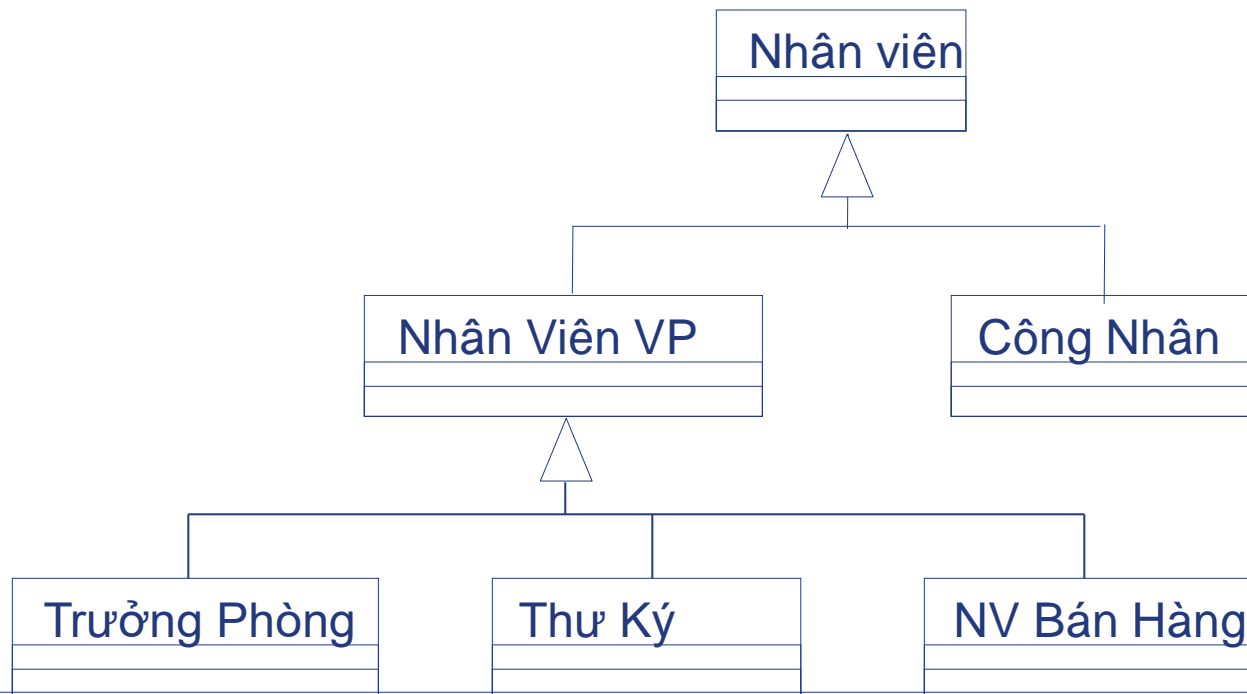 Nhân viên
Nhân Viên VP
Công Nhân
Trưởng Phòng
Thư Ký
NV Bán Hàng